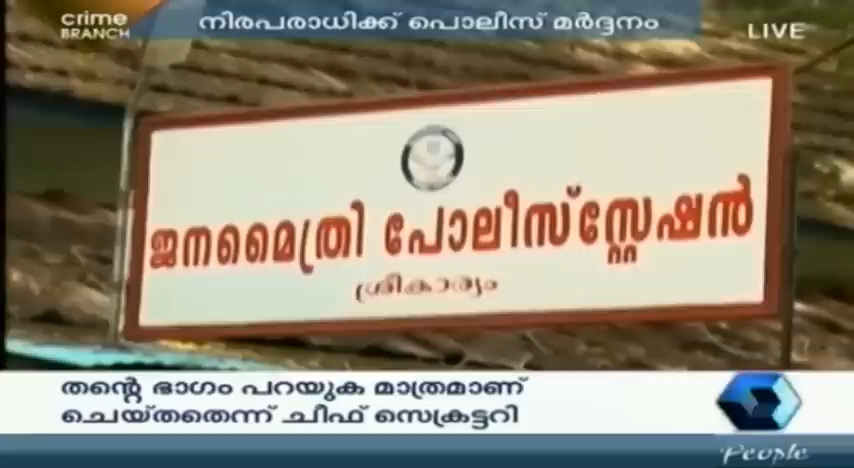 crime
BRANCH
നിരപരാധിക്ക് പൊലീസ് മർദ്ദനം
LIVE
ജനമൈത്രി പോലീസ്സ്റ്റേഷൻ
ശ്രീകാര്യം
തന്റെ ഭാഗം പറയുക മാത്രമാണ്
ചെയ്തതെന്ന് ചീഫ് സെക്രട്ടറി
People